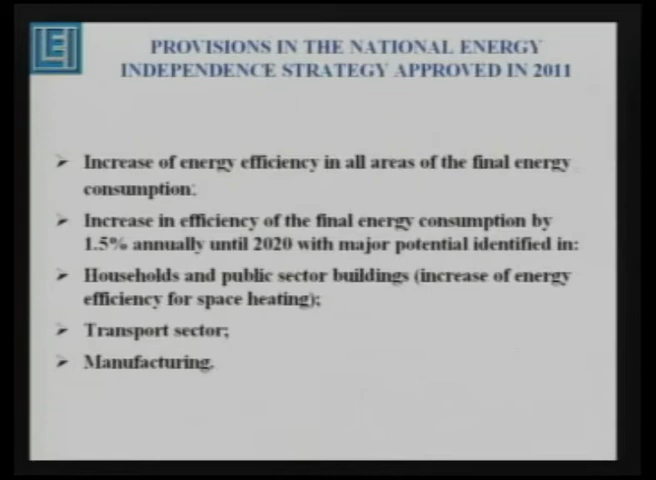 LEI
PROVISIONS IN THE NATIONAL ENERGY
INDEPENDENCE STRATEGY APPROVED IN 2011
➢ Increase of energy efficiency in all areas of the final energy
consumption;
➢ Increase in efficiency of the final energy consumption by
1.5% annually until 2020 with major potential identified in:
➢ Households and public sector buildings (increase of energy
efficiency for space heating);
➢ Transport sector;
➢ Manufacturing.